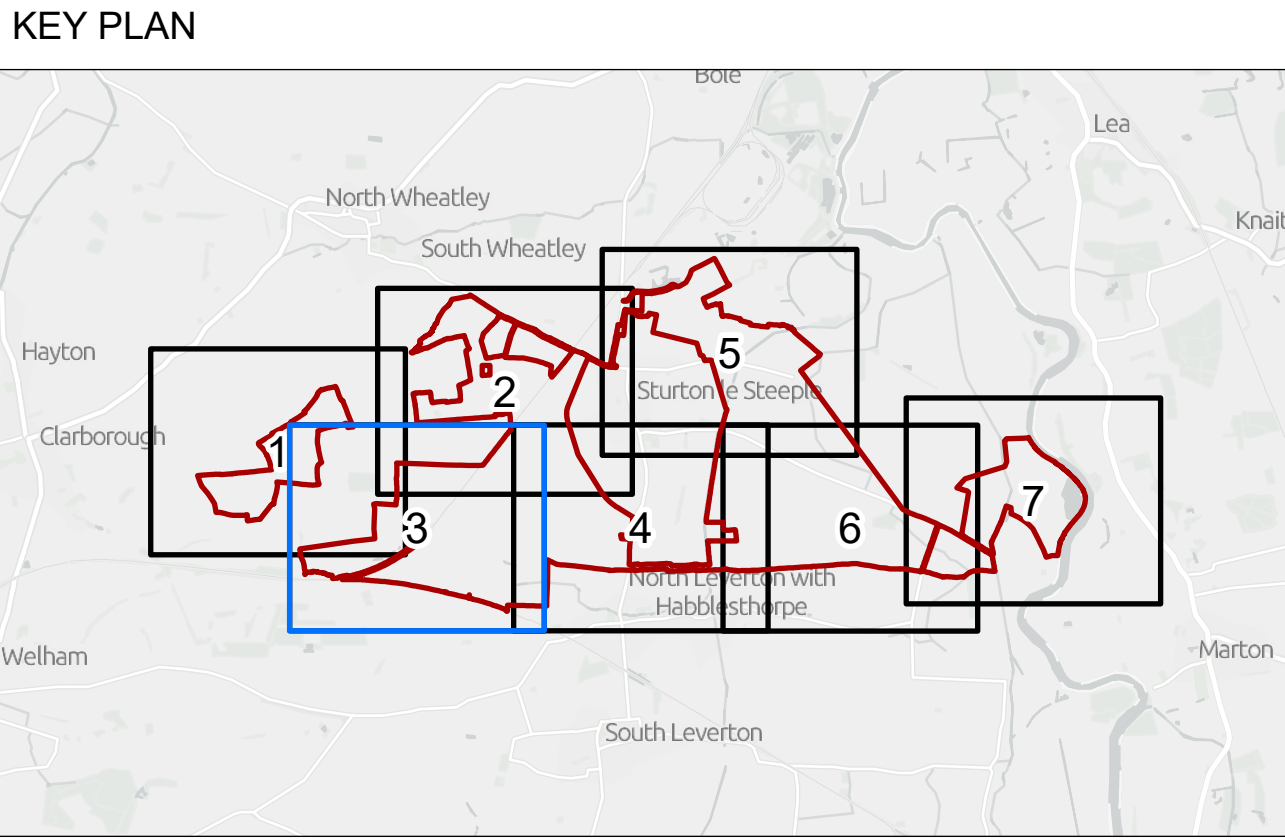 KEY PLAN
Bole
Lea
North Wheatley
Knait
South Wheatley
Hayton
5
Sturton le Steeple
2
Clarborough
1
7
3
4
6
North Leverton with
Habblesthorpe
Welham
Marton
South Leverton